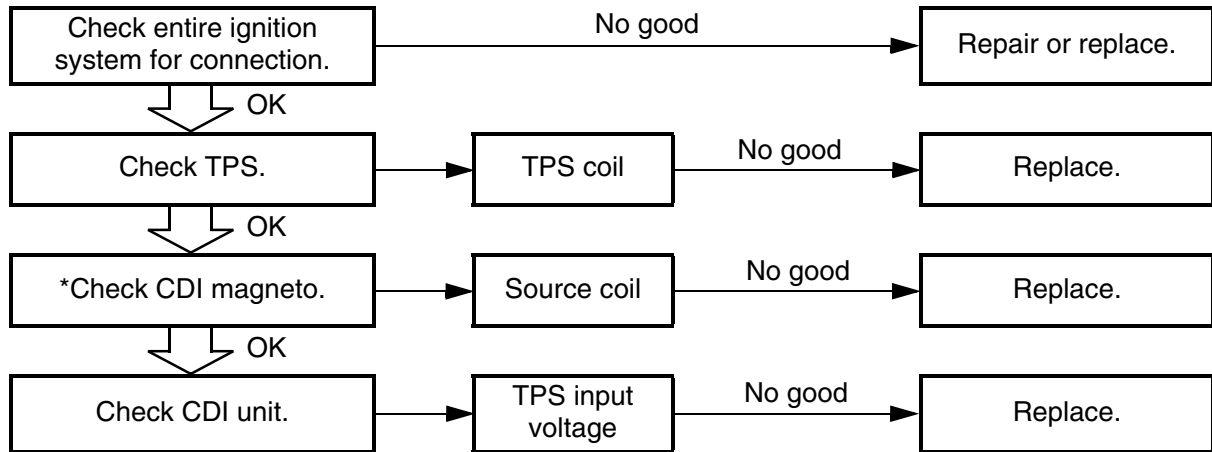 Check entire ignition
system for connection.
No good
Repair or replace.
OK
Check TPS.
TPS coil
No good
Replace.
OK
*Check CDI magneto.
Source coil
No good
Replace.
OK
Check CDI unit.
TPS input
voltage
No good
Replace.